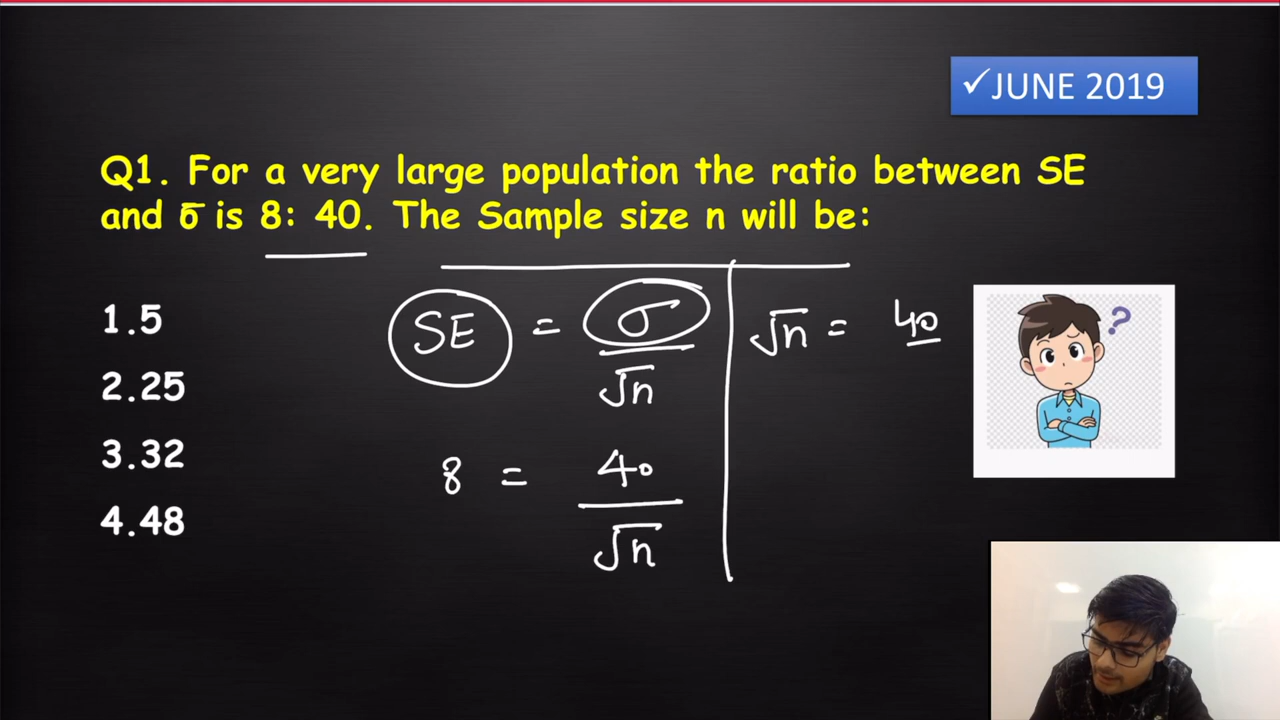 ✓JUNE 2019
Q1. For a very large population the ratio between SE
and σ is 8: 40. The Sample size n will be:
1.5
2.25
3.32
4.48
SE = σ / √n
8 = 40 / √n
√n = 40
?